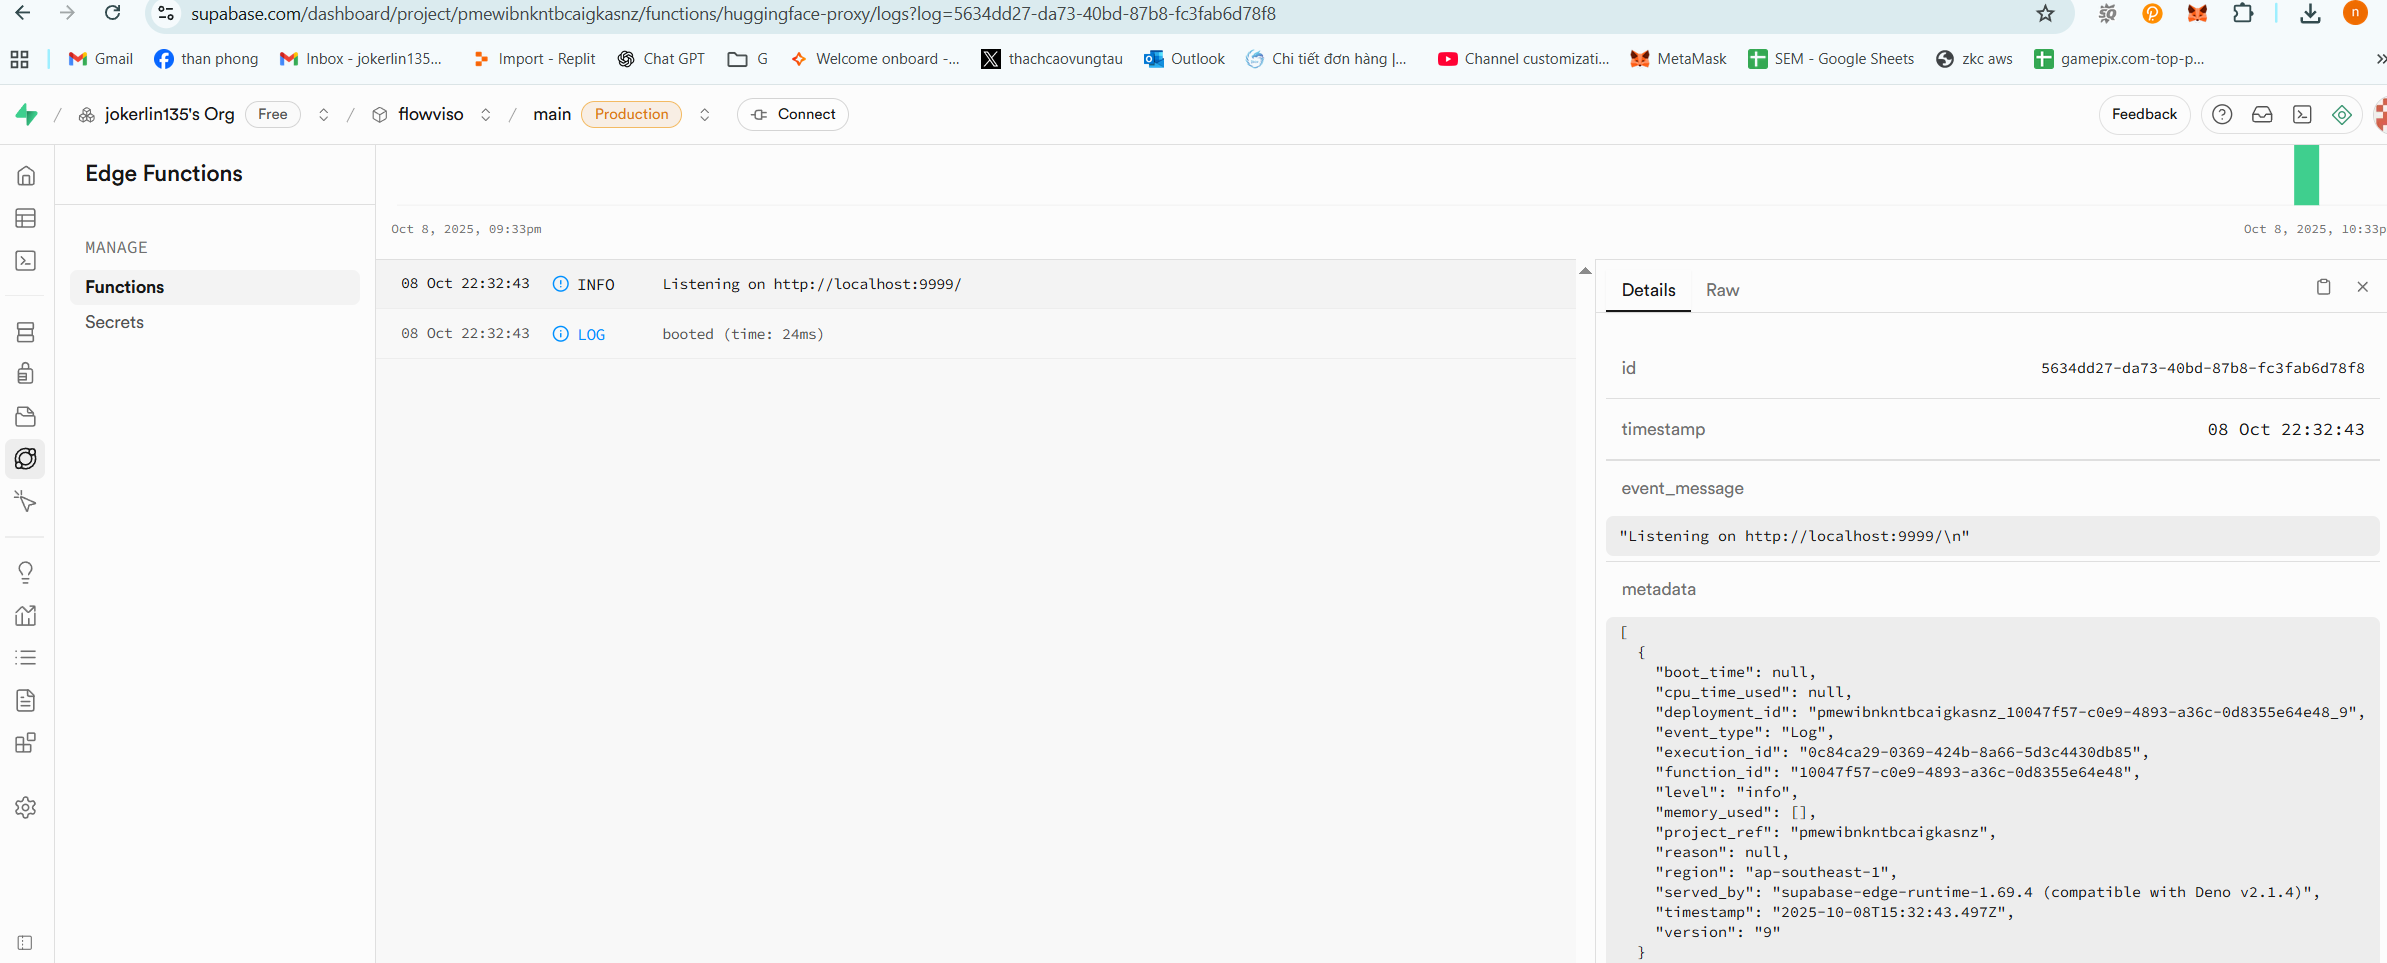 supabase.com/dashboard/project/pmewibnkntbcaigkasnz/functions/huggingface-proxy/logs?log=5634dd27-da73-40bd-87b8-fc3fab6d78f8
n
Gmail than phong Inbox - jokerlin135... Import - Replit Chat GPT G Welcome onboard -... thachcaovungtau Outlook Chi tiết đơn hàng |... Channel customizati... MetaMask SEM - Google Sheets zkc aws gamepix.com-top-p...
/ jokerlin135's Org Free / flowviso / main Production Connect Feedback
Edge Functions
MANAGE
Functions
Secrets
Oct 8, 2025, 09:33pm Oct 8, 2025, 10:33p
08 Oct 22:32:43 INFO Listening on http://localhost:9999/
08 Oct 22:32:43 LOG booted (time: 24ms)
Details Raw
id 5634dd27-da73-40bd-87b8-fc3fab6d78f8
timestamp 08 Oct 22:32:43
event_message
"Listening on http://localhost:9999/\n"
metadata
[
{
"boot_time": null,
"cpu_time_used": null,
"deployment_id": "pmewibnkntbcaigkasnz_10047f57-c0e9-4893-a36c-0d8355e64e48_9",
"event_type": "Log",
"execution_id": "0c84ca29-0369-424b-8a66-5d3c4430db85",
"function_id": "10047f57-c0e9-4893-a36c-0d8355e64e48",
"level": "info",
"memory_used": [],
"project_ref": "pmewibnkntbcaigkasnz",
"reason": null,
"region": "ap-southeast-1",
"served_by": "supabase-edge-runtime-1.69.4 (compatible with Deno v2.1.4)",
"timestamp": "2025-10-08T15:32:43.497Z",
"version": "9"
}